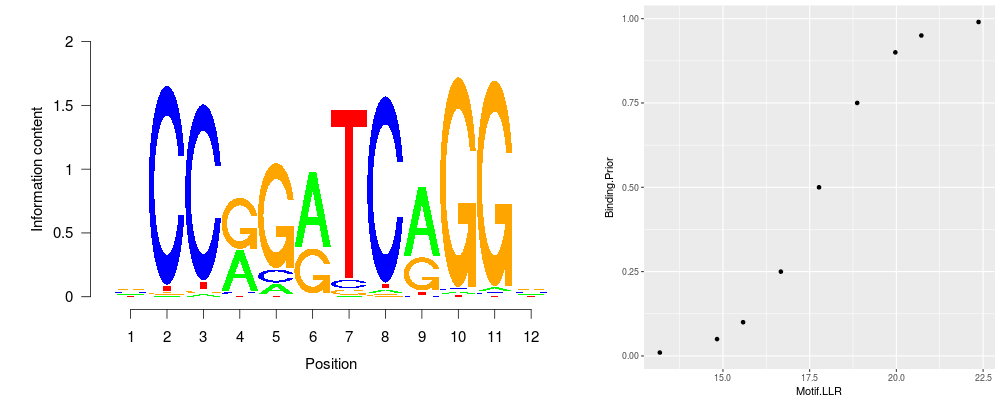 2
1.5
1
0.5
0
Information content
C C G A G C A A G T C C A G G G
1 2 3 4 5 6 7 8 9 10 11 12
Position
1.00
0.75
0.50
0.25
0.00
Binding.Prior
15.0 17.5 20.0 22.5
Motif.LLR